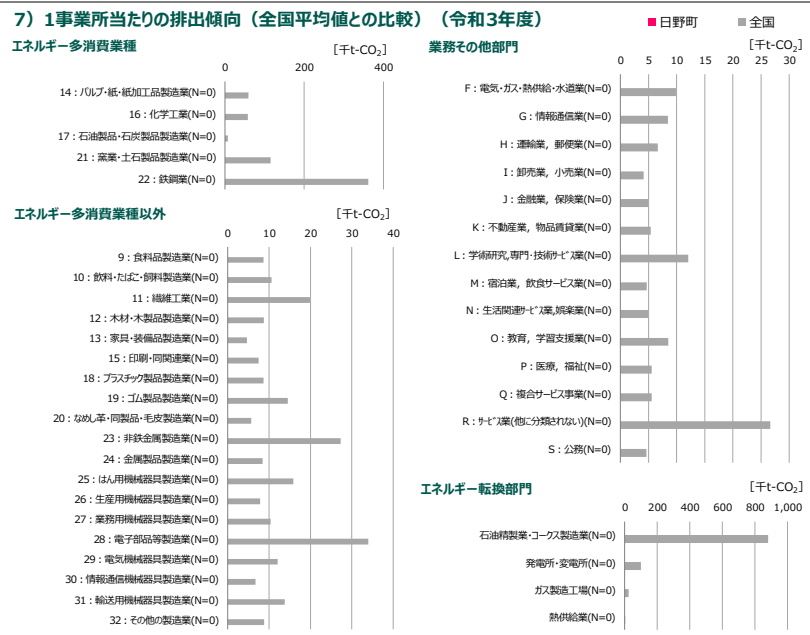 7）1事業所当たりの排出傾向（全国平均値との比較）（令和3年度）
■日野町 ■全国
エネルギー多消費業種
[千t-CO2]
0 200 400
14：パルプ・紙・紙加工品製造業(N=0)
16：化学工業(N=0)
17：石油製品・石炭製品製造業(N=0)
21：窯業・土石製品製造業(N=0)
22：鉄鋼業(N=0)
エネルギー多消費業種以外
[千t-CO2]
0 10 20 30 40
9：食料品製造業(N=0)
10：飲料・たばこ・飼料製造業(N=0)
11：繊維工業(N=0)
12：木材・木製品製造業(N=0)
13：家具・装備品製造業(N=0)
15：印刷・同関連業(N=0)
18：プラスチック製品製造業(N=0)
19：ゴム製品製造業(N=0)
20：なめし革・同製品・毛皮製造業(N=0)
23：非鉄金属製造業(N=0)
24：金属製品製造業(N=0)
25：はん用機械器具製造業(N=0)
26：生産用機械器具製造業(N=0)
27：業務用機械器具製造業(N=0)
28：電子部品等製造業(N=0)
29：電気機械器具製造業(N=0)
30：情報通信機械器具製造業(N=0)
31：輸送用機械器具製造業(N=0)
32：その他の製造業(N=0)
業務その他部門
[千t-CO2]
0 5 10 15 20 25 30
F：電気・ガス・熱供給・水道業(N=0)
G：情報通信業(N=0)
H：運輸業，郵便業(N=0)
I：卸売業，小売業(N=0)
J：金融業，保険業(N=0)
K：不動産業，物品賃貸業(N=0)
L：学術研究,専門・技術サービス業(N=0)
M：宿泊業，飲食サービス業(N=0)
N：生活関連サービス業,娯楽業(N=0)
O：教育，学習支援業(N=0)
P：医療，福祉(N=0)
Q：複合サービス事業(N=0)
R：サービス業(他に分類されない)(N=0)
S：公務(N=0)
エネルギー転換部門
[千t-CO2]
0 200 400 600 800 1,000
石油精製業・コークス製造業(N=0)
発電所・変電所(N=0)
ガス製造工場(N=0)
熱供給業(N=0)